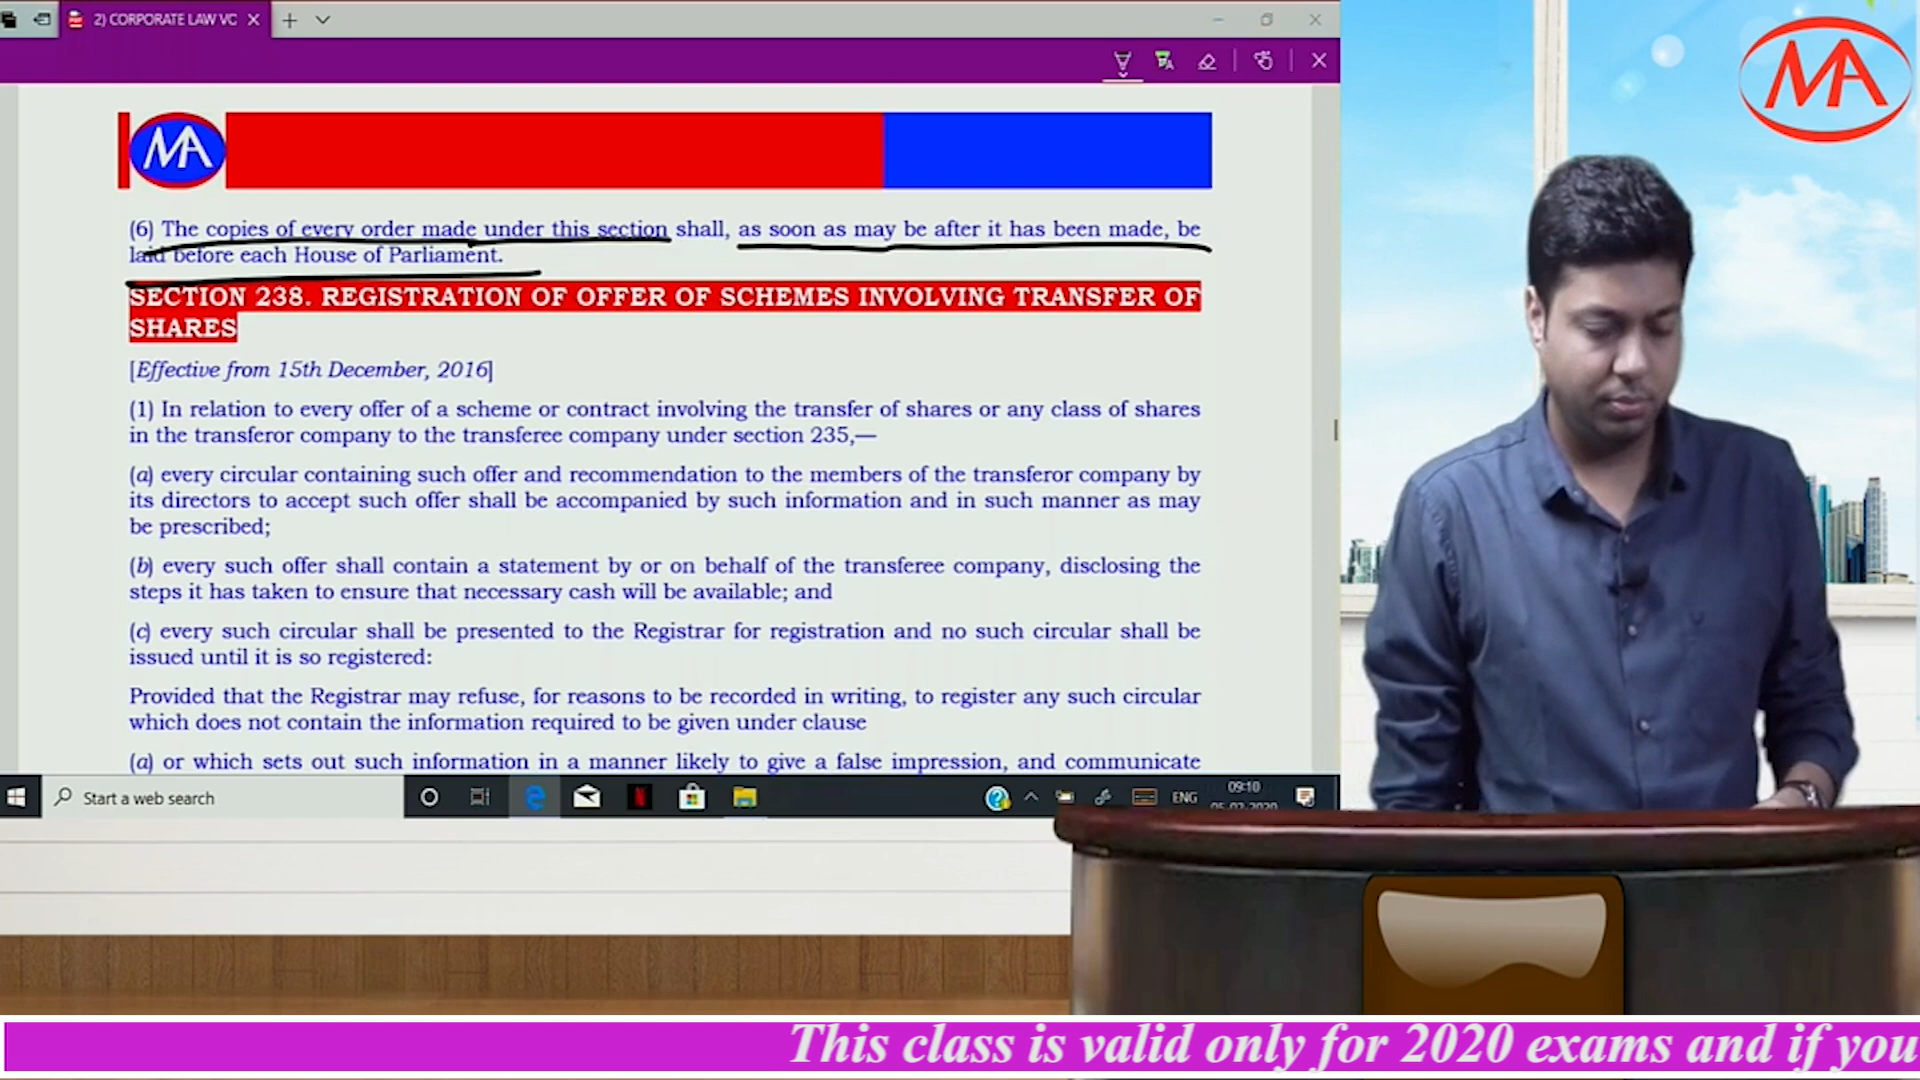 2) CORPORATE LAW VC
MA
MA
(6) The copies of every order made under this section shall, as soon as may be after it has been made, be
laid before each House of Parliament.
SECTION 238. REGISTRATION OF OFFER OF SCHEMES INVOLVING TRANSFER OF
SHARES
[Effective from 15th December, 2016]
(1) In relation to every offer of a scheme or contract involving the transfer of shares or any class of shares
in the transferor company to the transferee company under section 235,—
(a) every circular containing such offer and recommendation to the members of the transferor company by
its directors to accept such offer shall be accompanied by such information and in such manner as may
be prescribed;
(b) every such offer shall contain a statement by or on behalf of the transferee company, disclosing the
steps it has taken to ensure that necessary cash will be available; and
(c) every such circular shall be presented to the Registrar for registration and no such circular shall be
issued until it is so registered:
Provided that the Registrar may refuse, for reasons to be recorded in writing, to register any such circular
which does not contain the information required to be given under clause
(a) or which sets out such information in a manner likely to give a false impression, and communicate
Start a web search
ENG
09:10
05-02-2020
This class is valid only for 2020 exams and if you